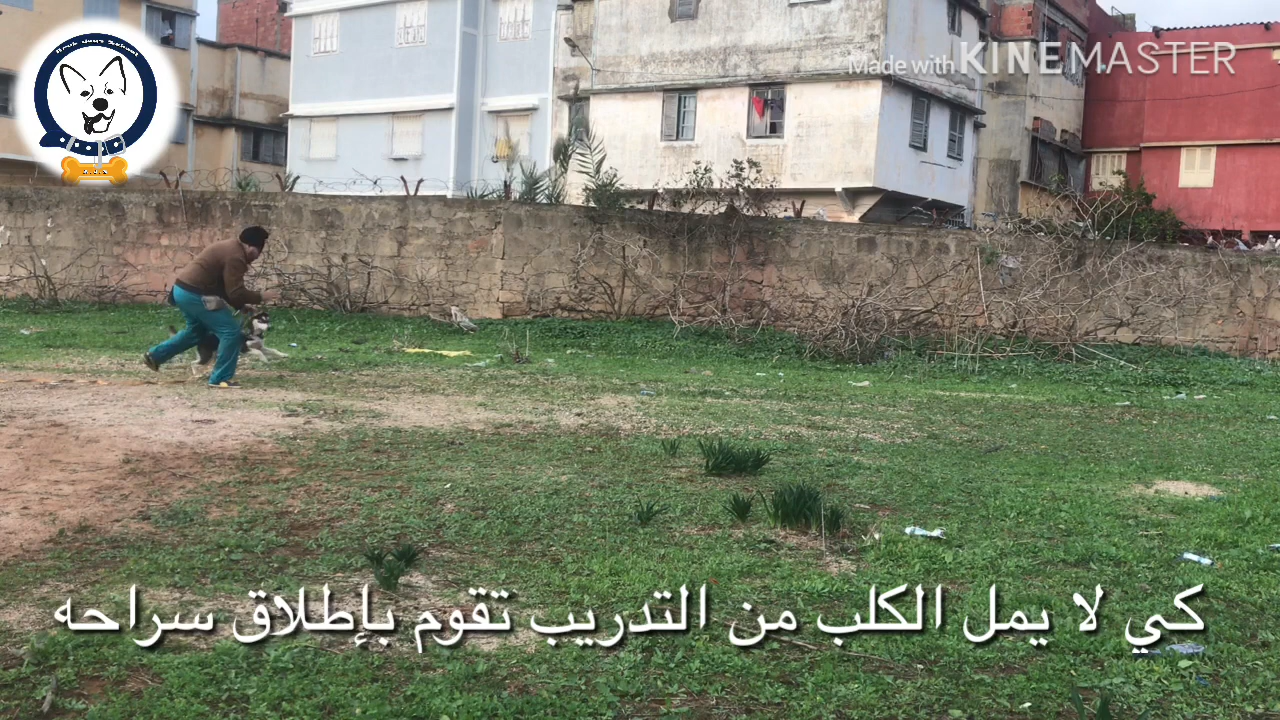 Made with KINEMASTER
كي لا يمل الكلب من التدريب تقوم بإطلاق سراحه